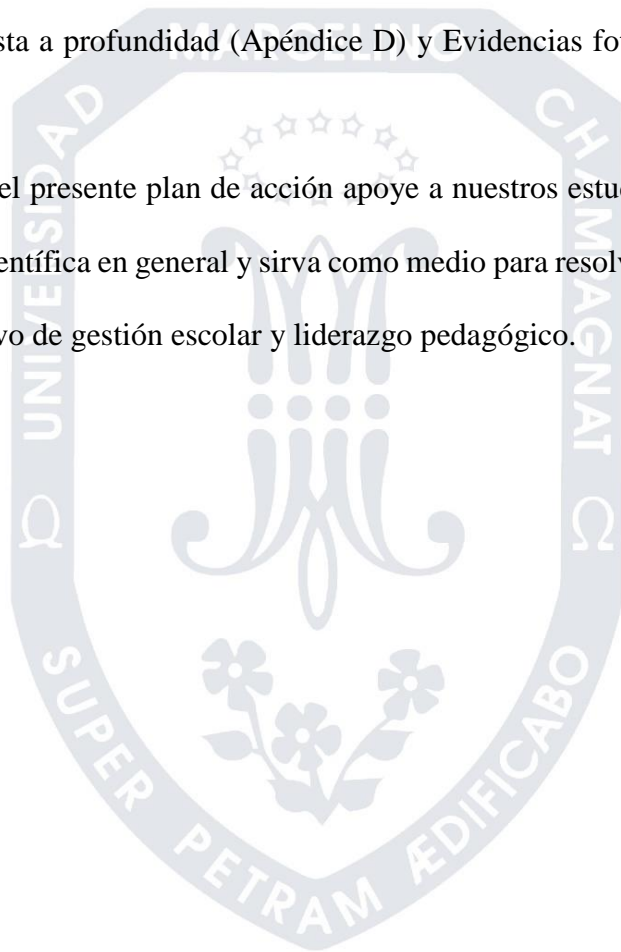 sta a profundidad (Apéndice D) y Evidencias fo
el presente plan de acción apoye a nuestros estu
entífica en general y sirva como medio para resol
vo de gestión escolar y liderazgo pedagógico.
UNIVERSIDAD MARCELINO CHAMPAGNAT
SUPER PETRAM ÆDIFICABO